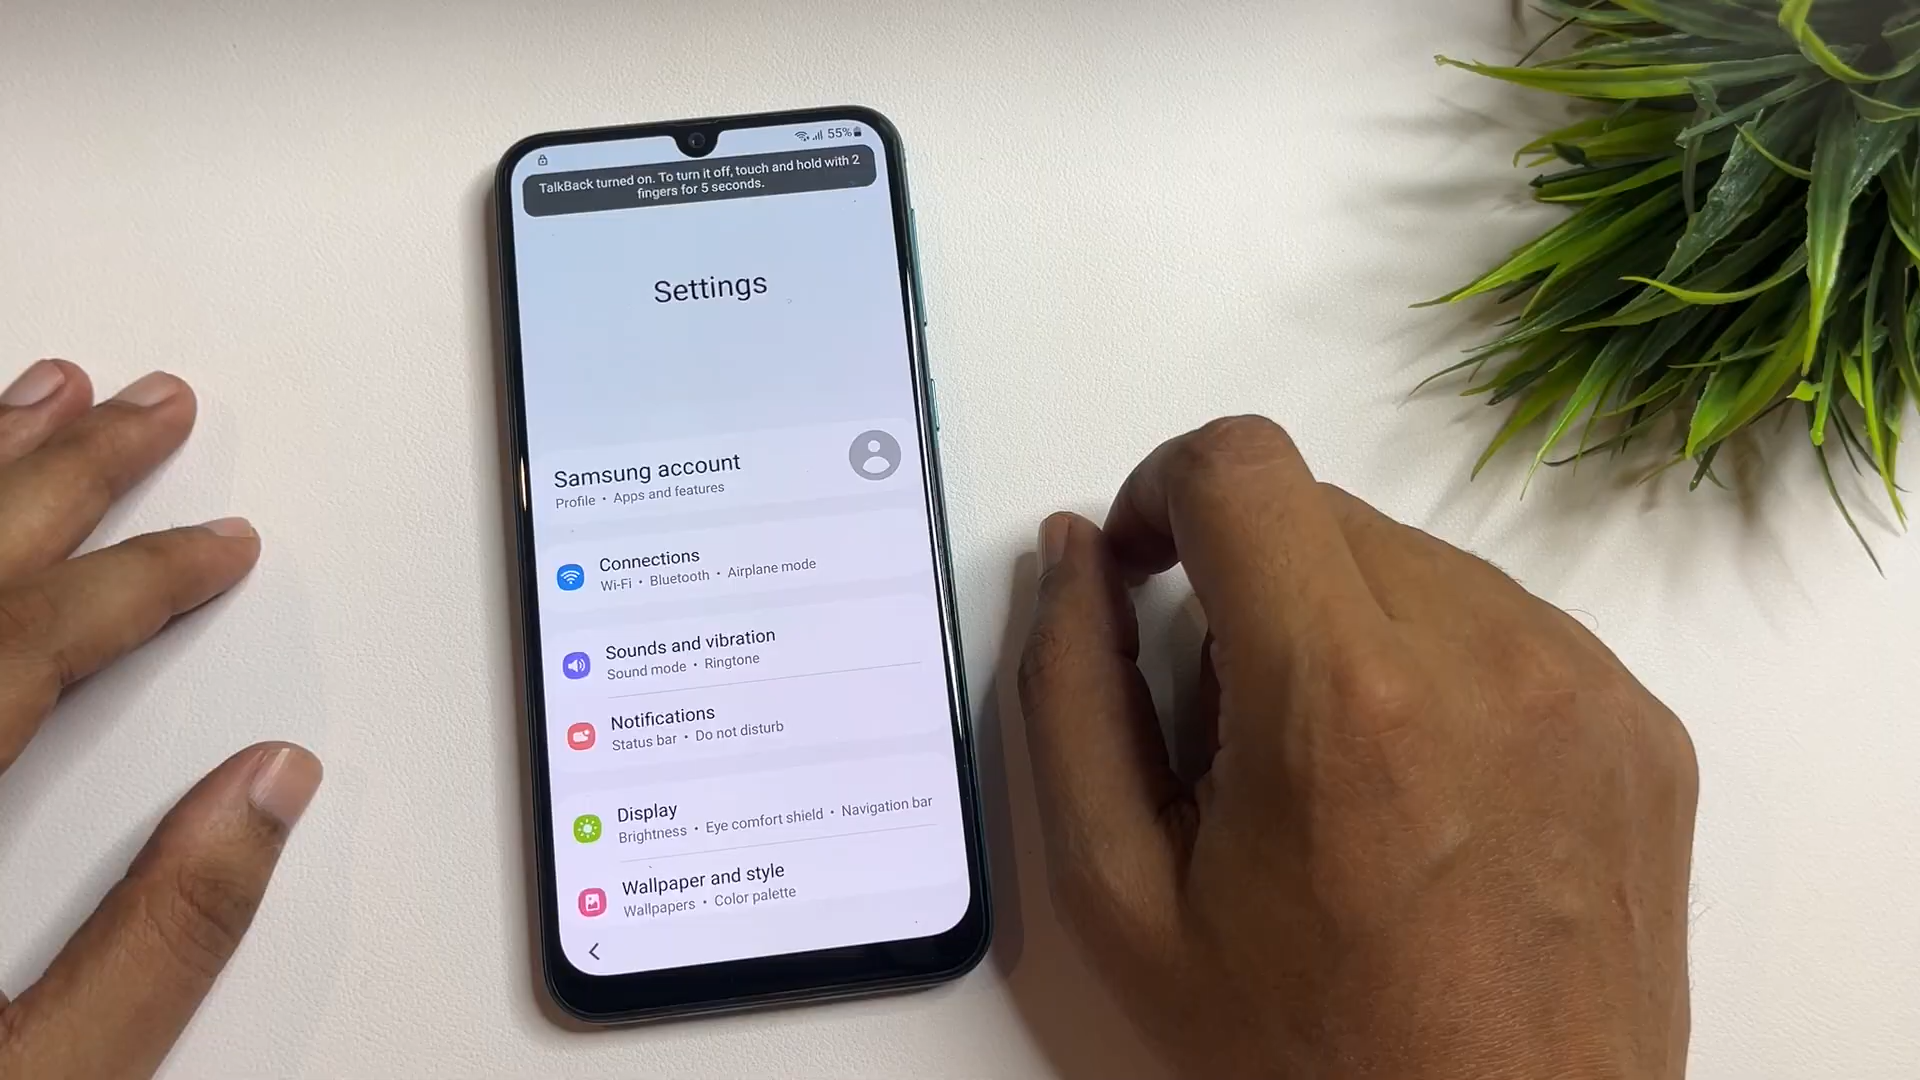 55%
TalkBack turned on. To turn it off, touch and hold with 2
fingers for 5 seconds.
Settings
Samsung account
Profile • Apps and features
Connections
Wi-Fi • Bluetooth • Airplane mode
Sounds and vibration
Sound mode • Ringtone
Notifications
Status bar • Do not disturb
Display
Brightness • Eye comfort shield • Navigation bar
Wallpaper and style
Wallpapers • Color palette